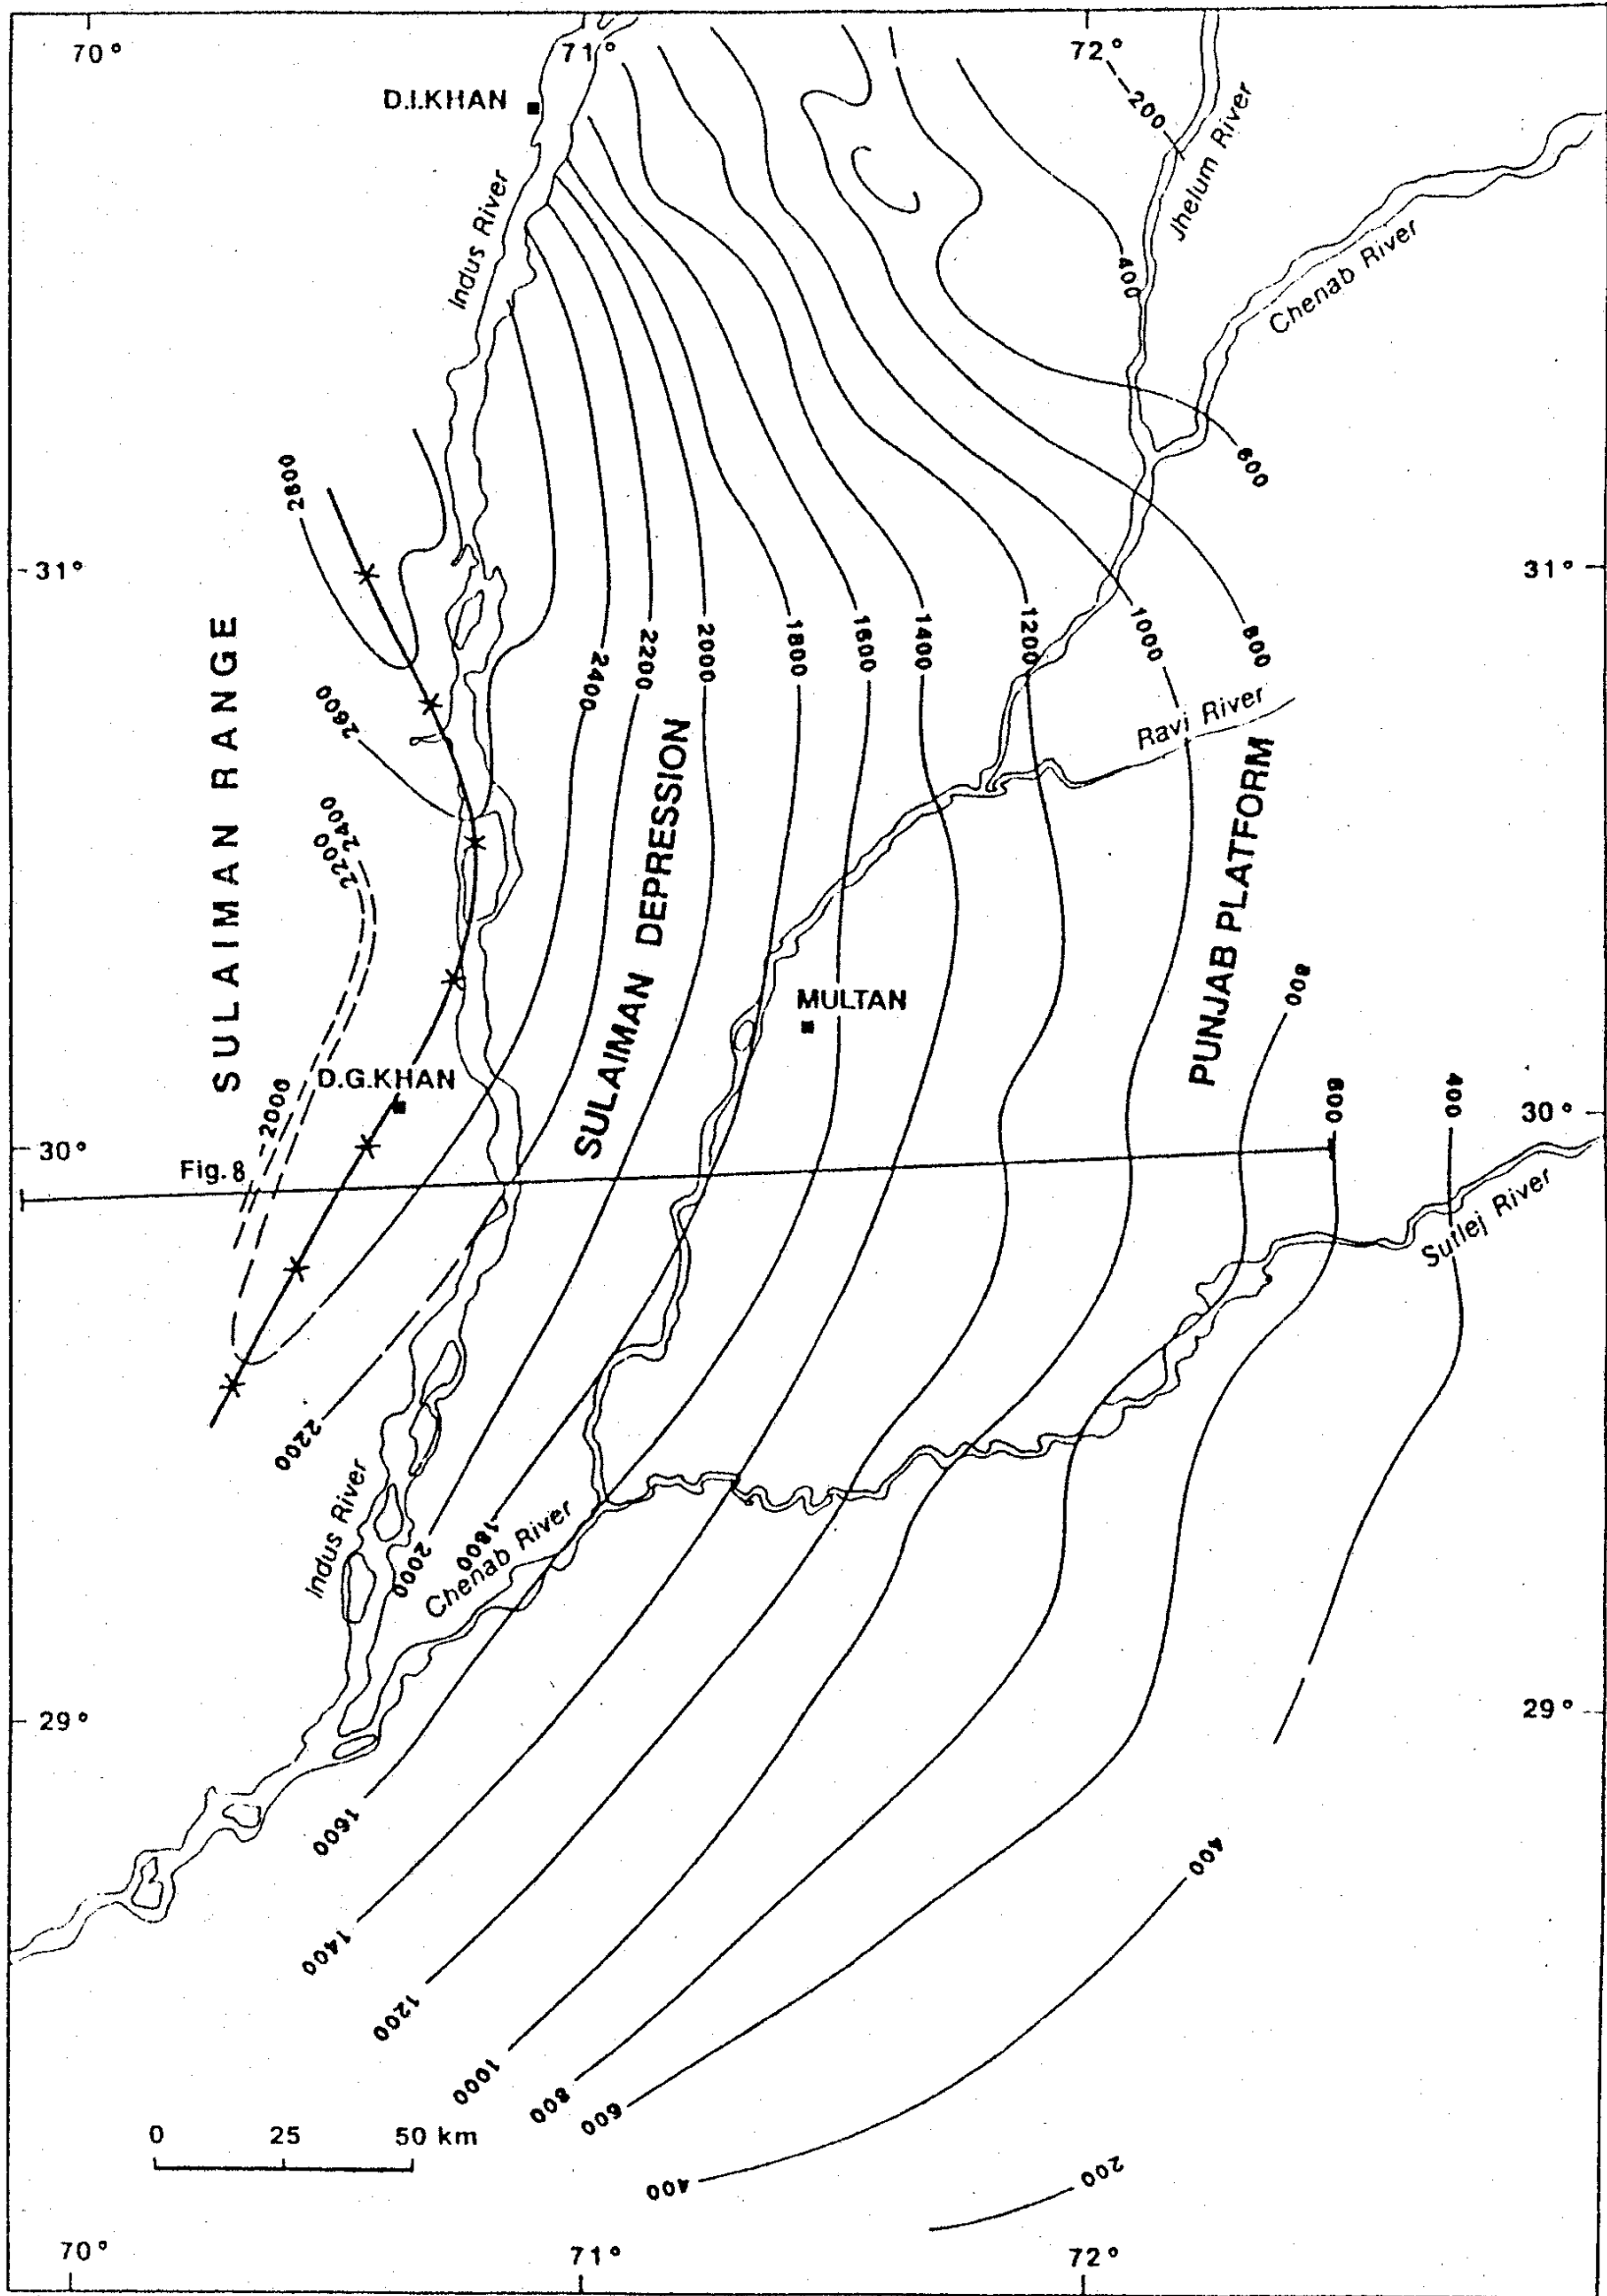 70° 71° 72°
D.I.KHAN
200
Jhelum River
Indus River
400
Chenab River
2800
600
31° 31°
SULAIMAN RANGE
2400
2200
2000
1800
1600
1400
1200
1000
800
2600
Ravi River
SULAIMAN DEPRESSION
PUNJAB PLATFORM
2400
2200
800
MULTAN
D.G.KHAN
2000
600
400
30° 30°
Fig. 8
Sutlej River
2200
Indus River
2000
1800
Chenab River
29° 29°
1600
400
1400
1200
1000
800
600
0 25 50 km
400
200
70° 71° 72°